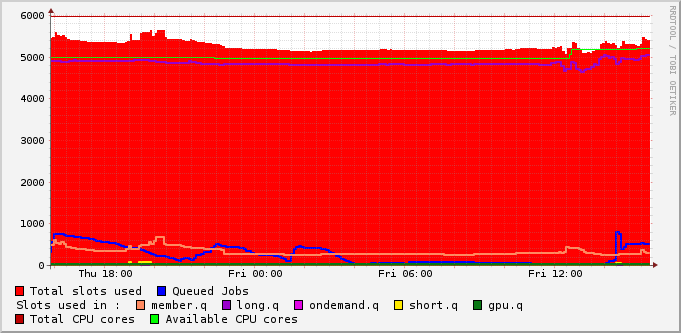 6000
5000
4000
3000
2000
1000
0
Thu 18:00 Fri 00:00 Fri 06:00 Fri 12:00
Total slots used Queued Jobs
Slots used in : member.q long.q ondemand.q short.q gpu.q
Total CPU cores Available CPU cores
RRDTOOL / TOBI OETIKER